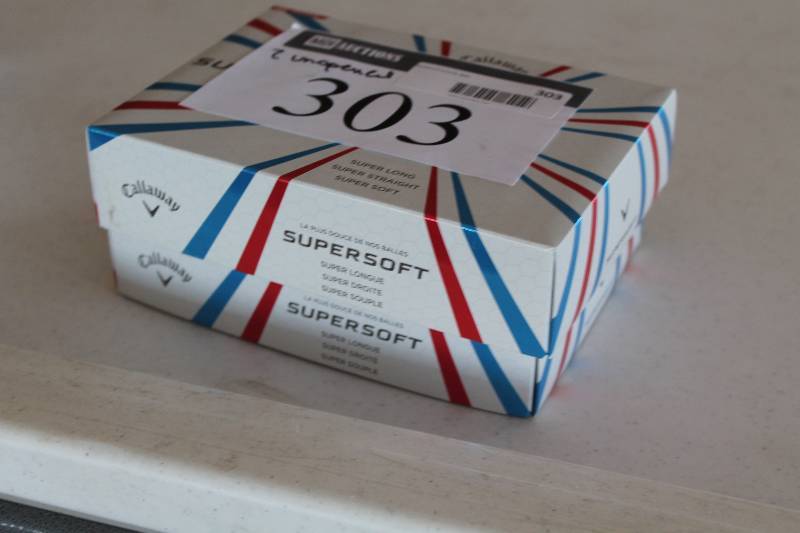 AUCTIONS
2 unopened
303
303
Callaway
SU
SUPER LONG
SUPER STRAIGHT
SUPER SOFT
Callaway
LA PLUS DOUCE DE NOS BALLES
SUPERSOFT
SUPER LONGUE
SUPER DROITE
SUPER SOUPLE
Callaway
LA PLUS DOUCE DE NOS BALLES
SUPERSOFT
SUPER LONGUE
SUPER DROITE
SUPER SOUPLE